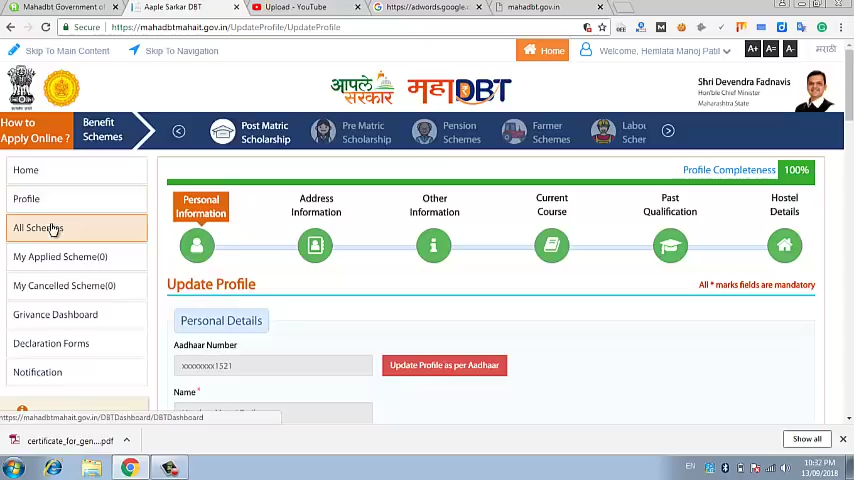 Mahadbt Government of
Aaple Sarkar DBT
Upload - YouTube
https://adwords.google.c
mahadbt.gov.in
Secure
https://mahadbtmahait.gov.in/UpdateProfile/UpdateProfile
Skip To Main Content
Skip To Navigation
Home
Welcome, Hemlata Manoj Patil
A+ A= A-
मराठी
आपले सरकार
महाDBT
Shri Devendra Fadnavis
Hon'ble Chief Minister
Maharashtra State
How to
Apply Online ?
Benefit
Schemes
Post Matric
Scholarship
Pre Matric
Scholarship
Pension
Schemes
Farmer
Schemes
Labou
Scher
Home
Profile
All Schemes
My Applied Scheme(0)
My Cancelled Scheme(0)
Grivance Dashboard
Declaration Forms
Notification
Profile Completeness 100%
Personal
Information
Address
Information
Other
Information
Current
Course
Past
Qualification
Hostel
Details
Update Profile
All * marks fields are mandatory
Personal Details
Aadhaar Number
xxxxxxxx1521
Update Profile as per Aadhaar
Name *
https://mahadbtmahait.gov.in/DBTDashboard/DBTDashboard
certificate_for_gen....pdf
Show all
EN
10:32 PM
13/09/2018